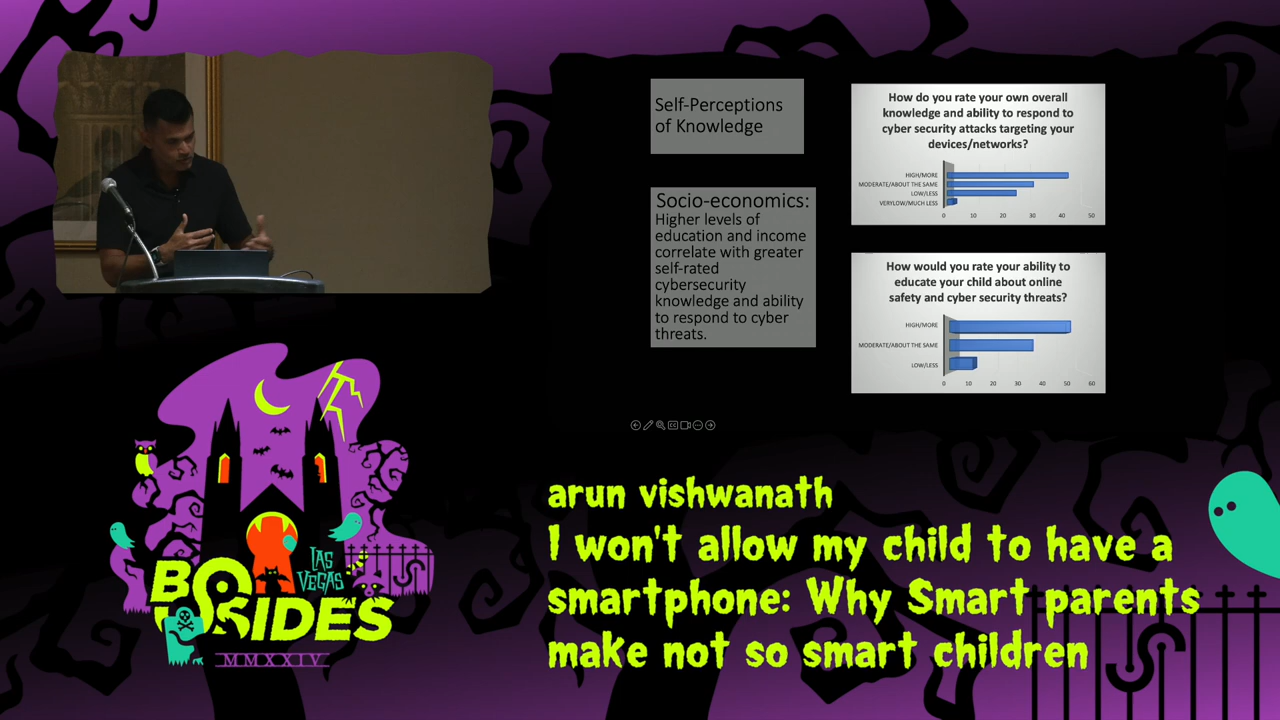 Self-Perceptions
of Knowledge
Socio-economics:
Higher levels of
education and income
correlate with greater
self-rated
cybersecurity
knowledge and ability
to respond to cyber
threats.
How do you rate your own overall
knowledge and ability to respond to
cyber security attacks targeting your
devices/networks?
HIGH/MORE
MODERATE/ABOUT THE SAME
LOW/LESS
VERYLOW/MUCH LESS
0 10 20 30 40 50
How would you rate your ability to
educate your child about online
safety and cyber security threats?
HIGH/MORE
MODERATE/ABOUT THE SAME
LOW/LESS
0 10 20 30 40 50 60
LAS
VEGAS
BSIDES
MMXXIV
arun vishwanath
I won't allow my child to have a
smartphone: Why Smart parents
make not so smart children